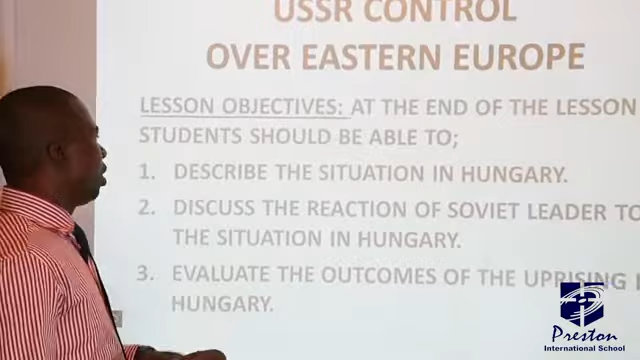 USSR CONTROL
OVER EASTERN EUROPE
LESSON OBJECTIVES: AT THE END OF THE LESSON
STUDENTS SHOULD BE ABLE TO;
1. DESCRIBE THE SITUATION IN HUNGARY.
2. DISCUSS THE REACTION OF SOVIET LEADER TO
THE SITUATION IN HUNGARY.
3. EVALUATE THE OUTCOMES OF THE UPRISING
HUNGARY.
Preston
International School